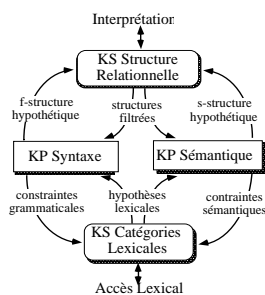 Interprétation
KS Structure
Relationnelle
f-structure
hypothétique
structures
filtrées
s-structure
hypothétique
KP Syntaxe
KP Sémantique
constraintes
grammaticales
hypothèses
lexicales
contraintes
sémantiques
KS Catégories
Lexicales
Accès Lexical